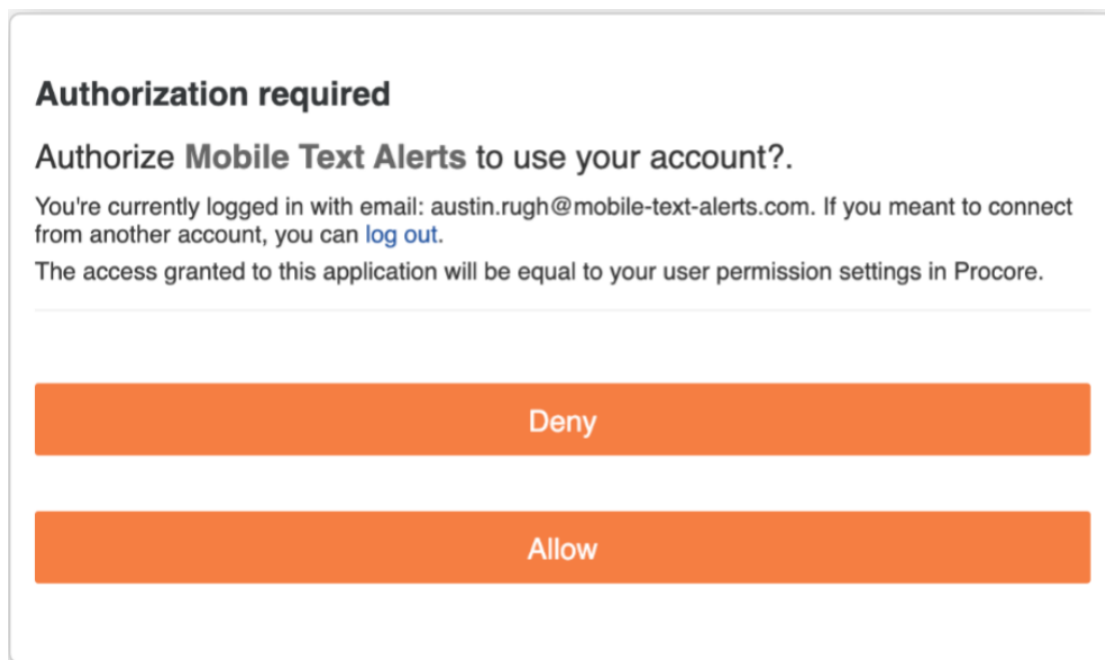 Authorization required
Authorize Mobile Text Alerts to use your account?.
You're currently logged in with email: austin.rugh@mobile-text-alerts.com. If you meant to connect
from another account, you can log out.
The access granted to this application will be equal to your user permission settings in Procore.
Deny
Allow